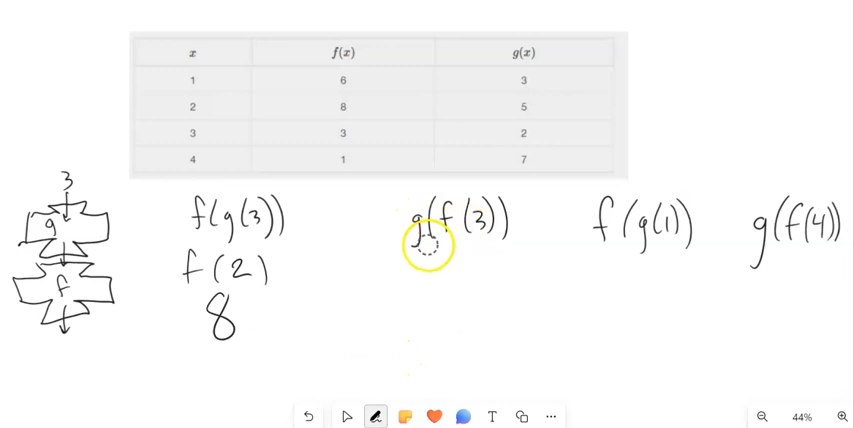 x f(x) g(x)
1 6 3
2 8 5
3 3 2
4 1 7
3
g
f
f(g(3)) g(f(3)) f(g(1)) g(f(4))
f(2)
8
T ... 44%